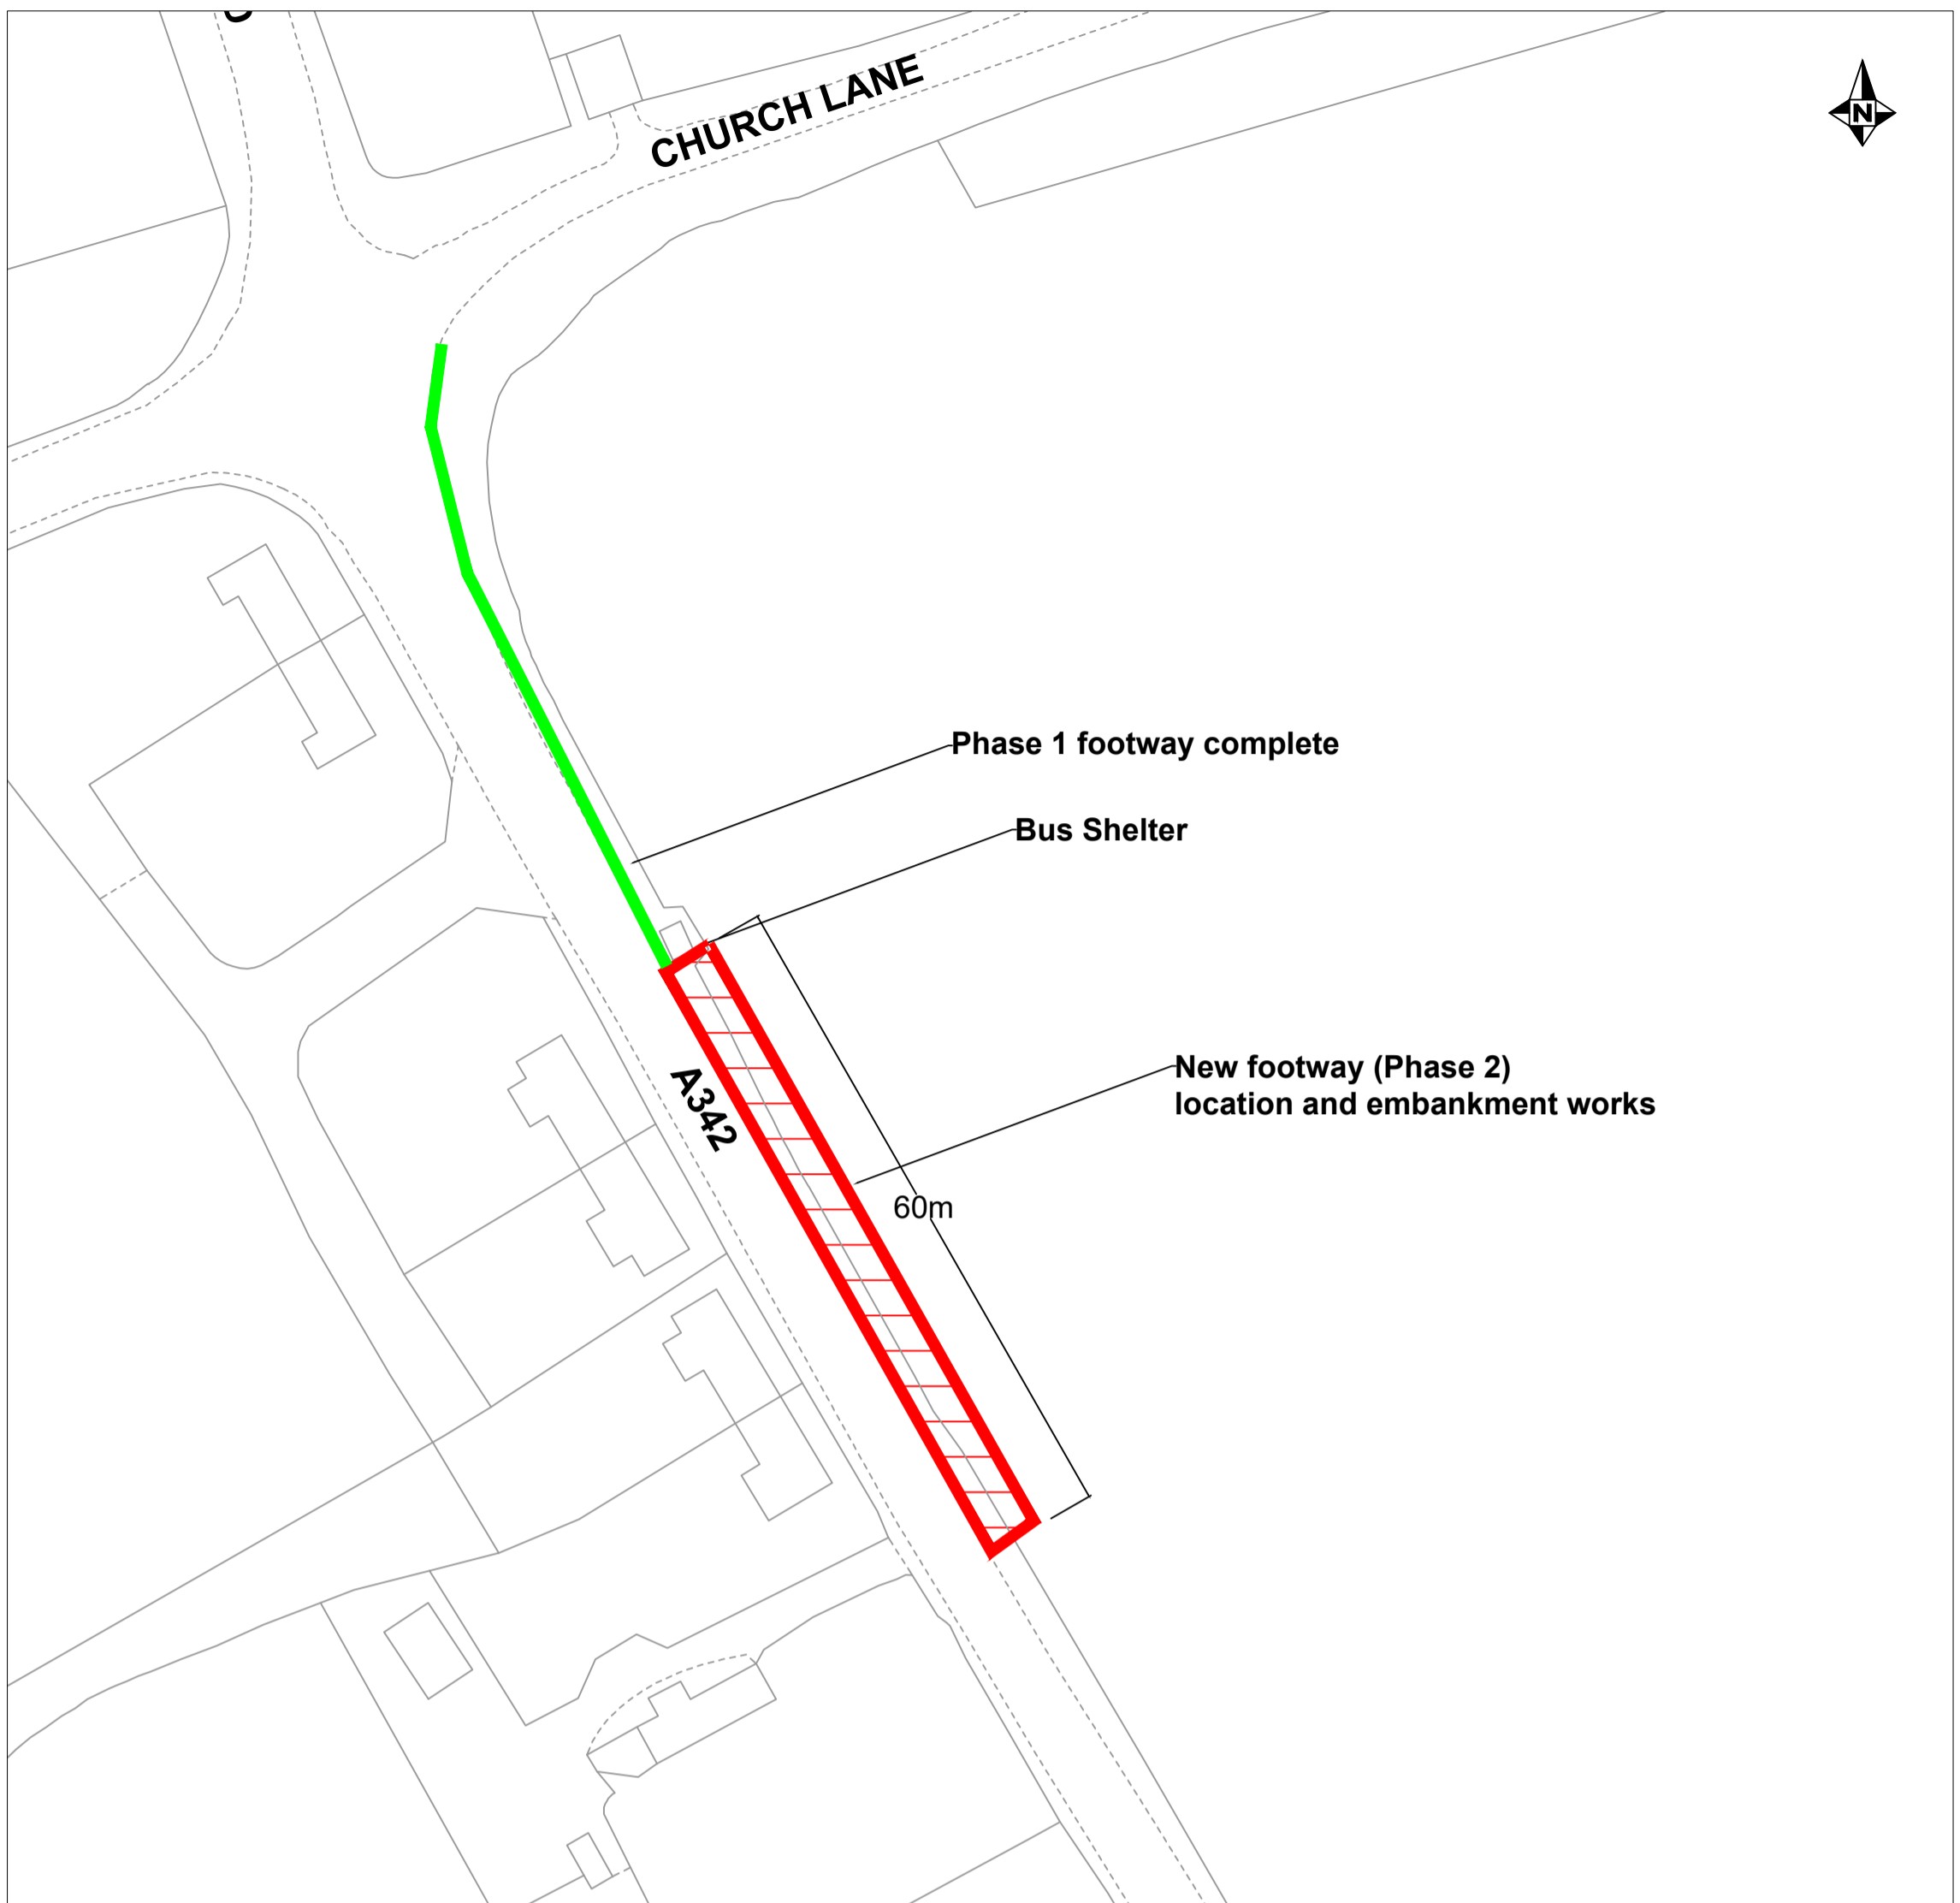 CHURCH LANE
N
Phase 1 footway complete
Bus Shelter
New footway (Phase 2)
location and embankment works
A342
60m